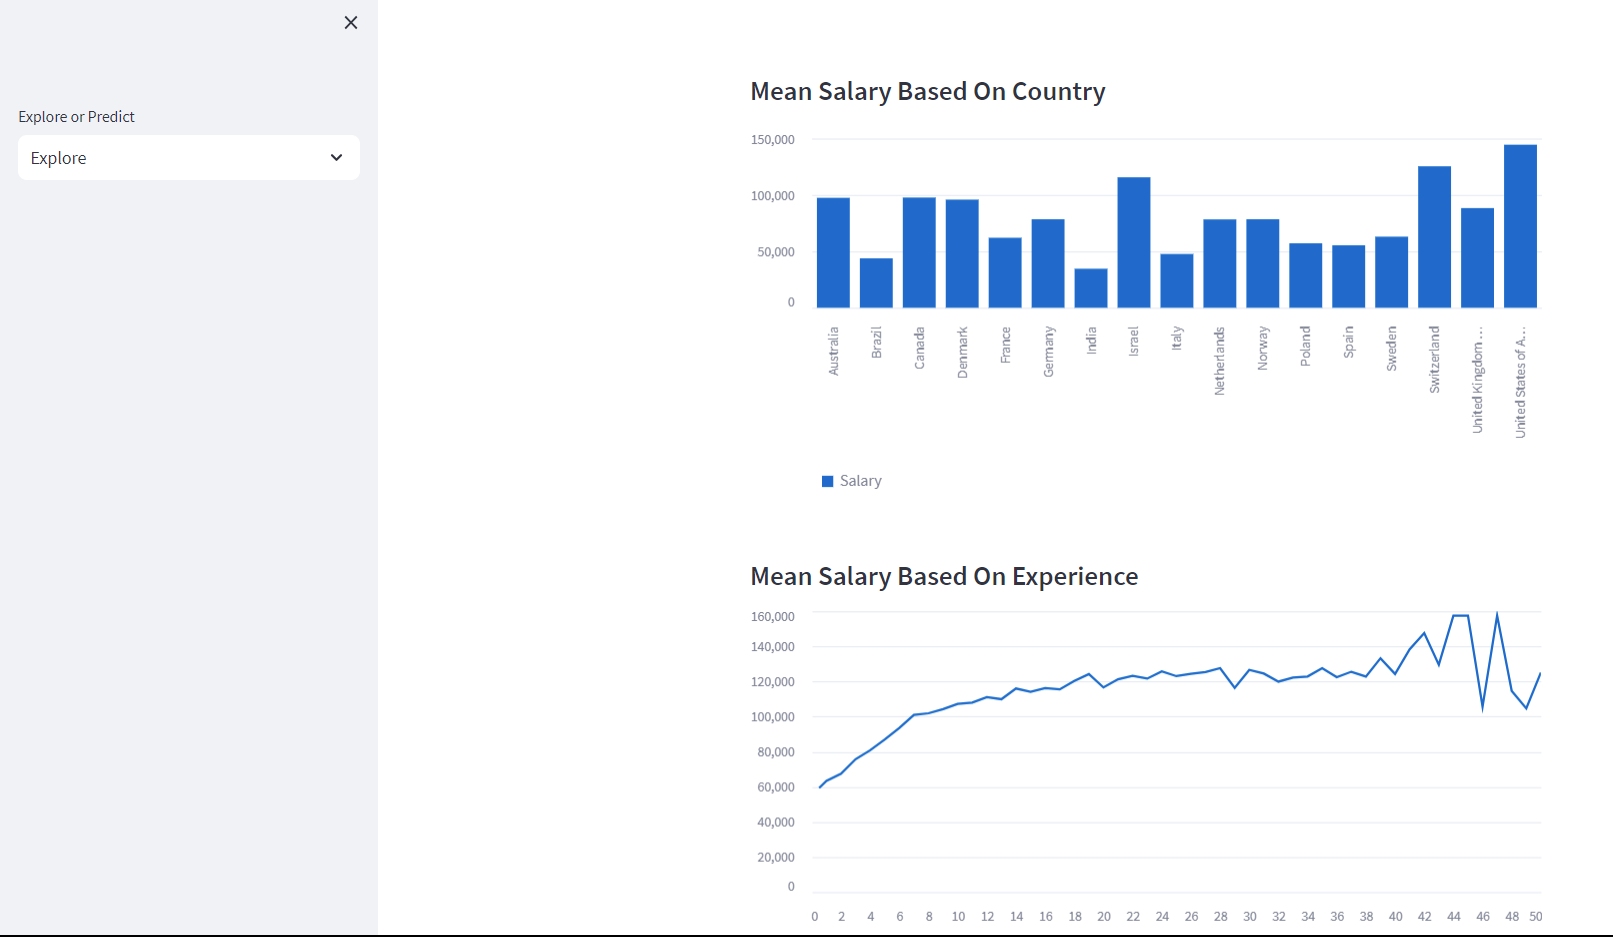 Explore or Predict
Explore
Mean Salary Based On Country
150,000
100,000
50,000
0
Australia
Brazil
Canada
Denmark
France
Germany
India
Israel
Italy
Netherlands
Norway
Poland
Spain
Sweden
Switzerland
United Kingdom ...
United States of A...
Salary
Mean Salary Based On Experience
160,000
140,000
120,000
100,000
80,000
60,000
40,000
20,000
0
0 2 4 6 8 10 12 14 16 18 20 22 24 26 28 30 32 34 36 38 40 42 44 46 48 50